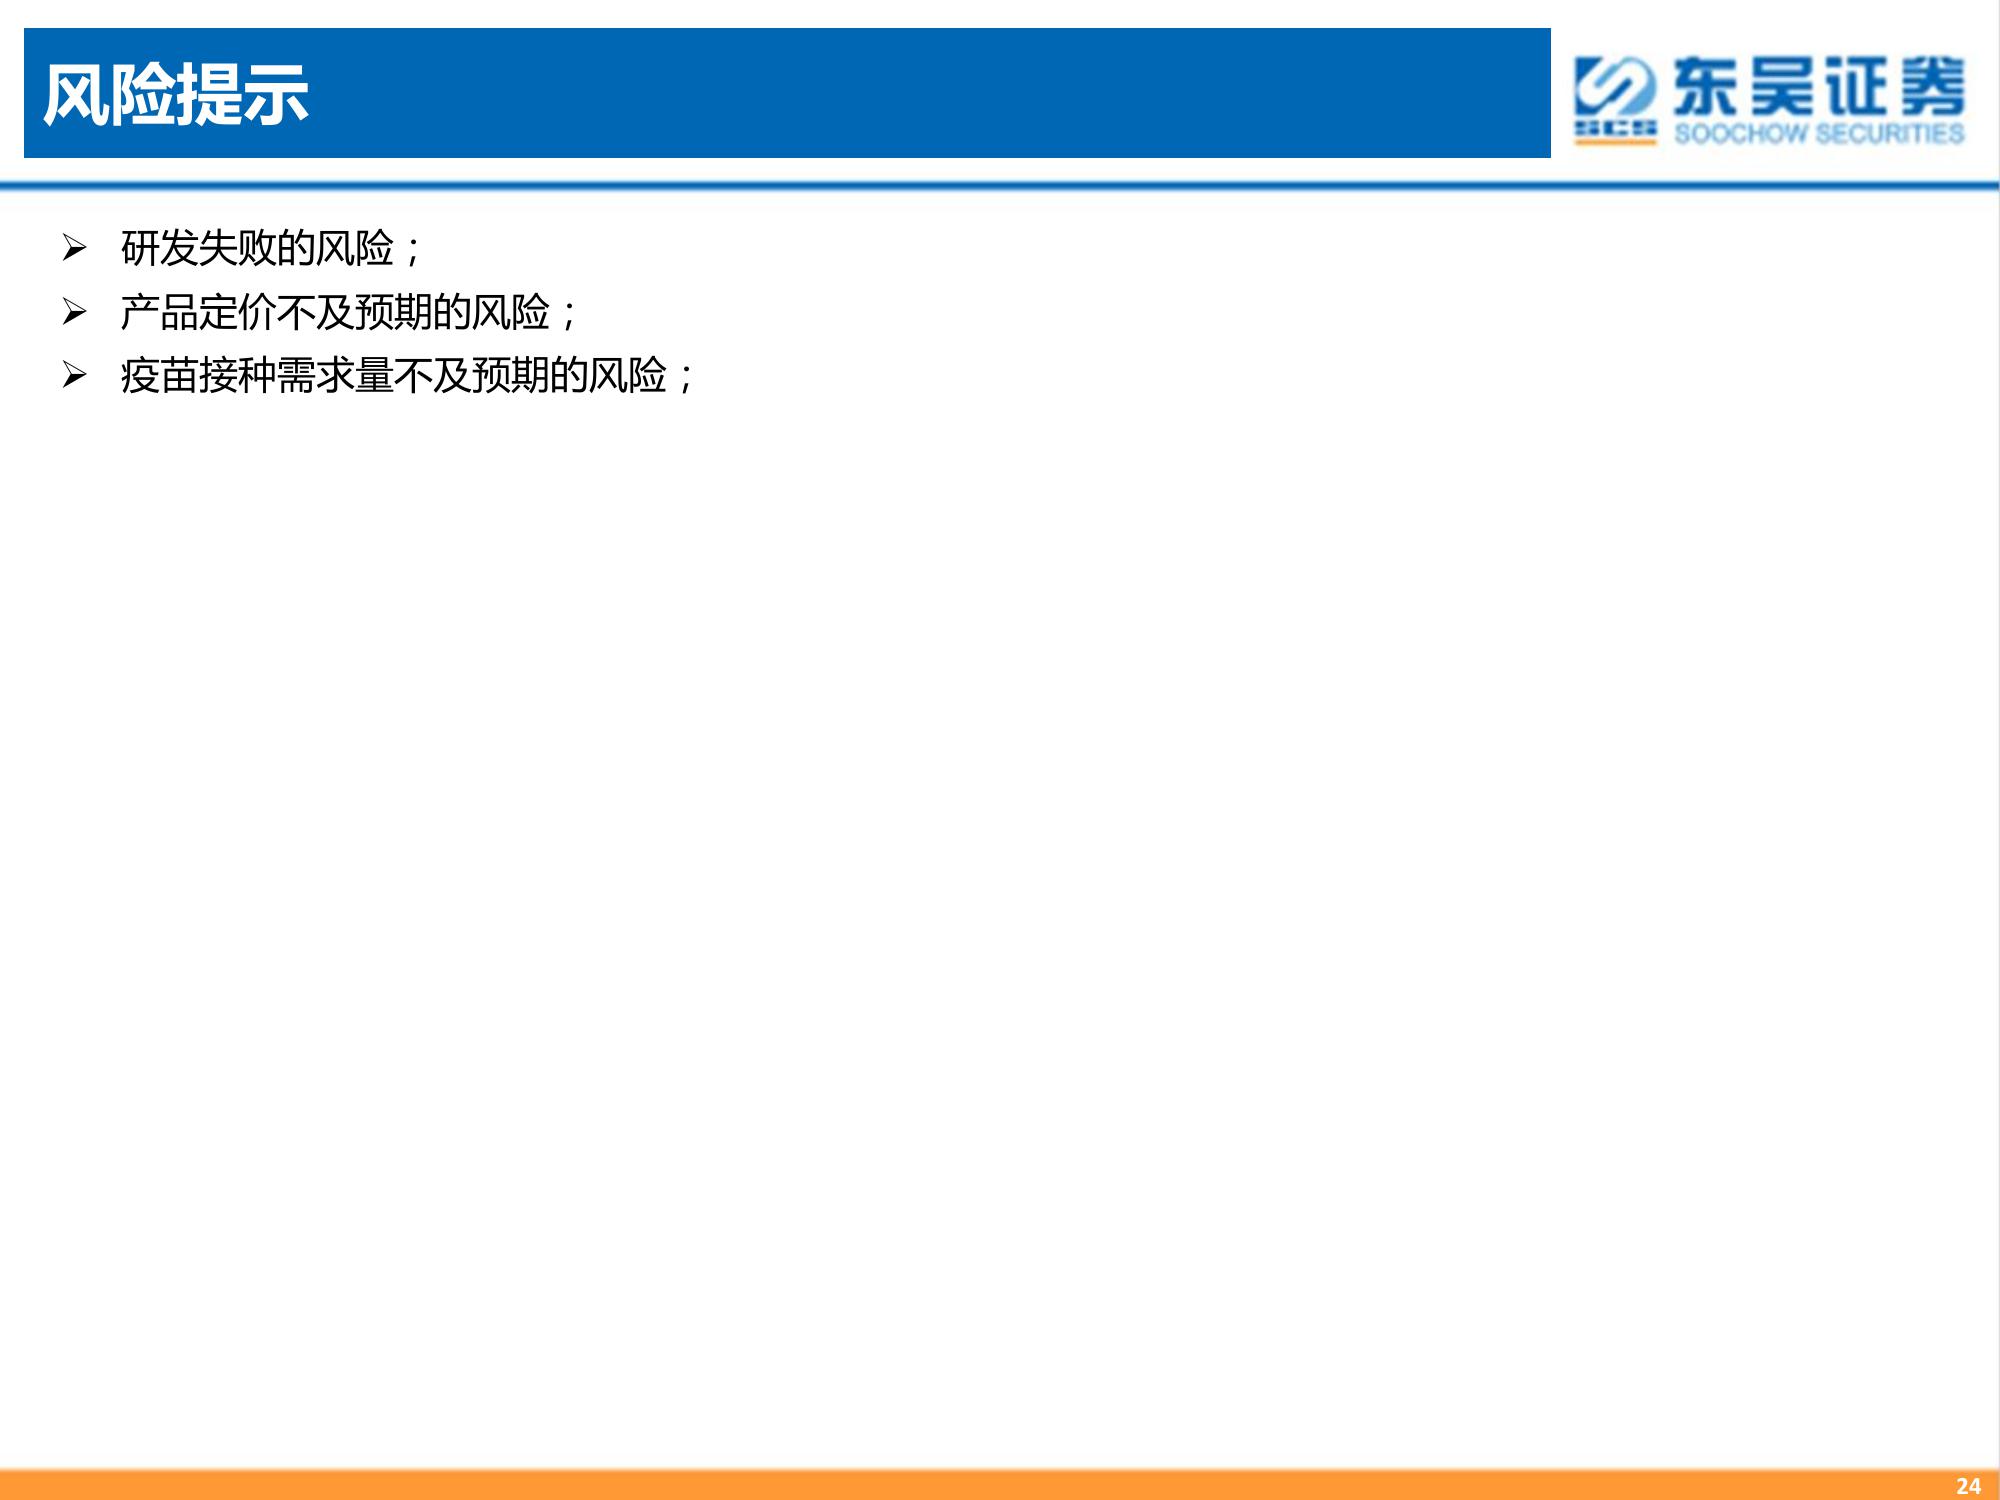 风险提示
东吴证券
SCS
SOOCHOW SECURITIES
研发失败的风险；
产品定价不及预期的风险；
疫苗接种需求量不及预期的风险；
24